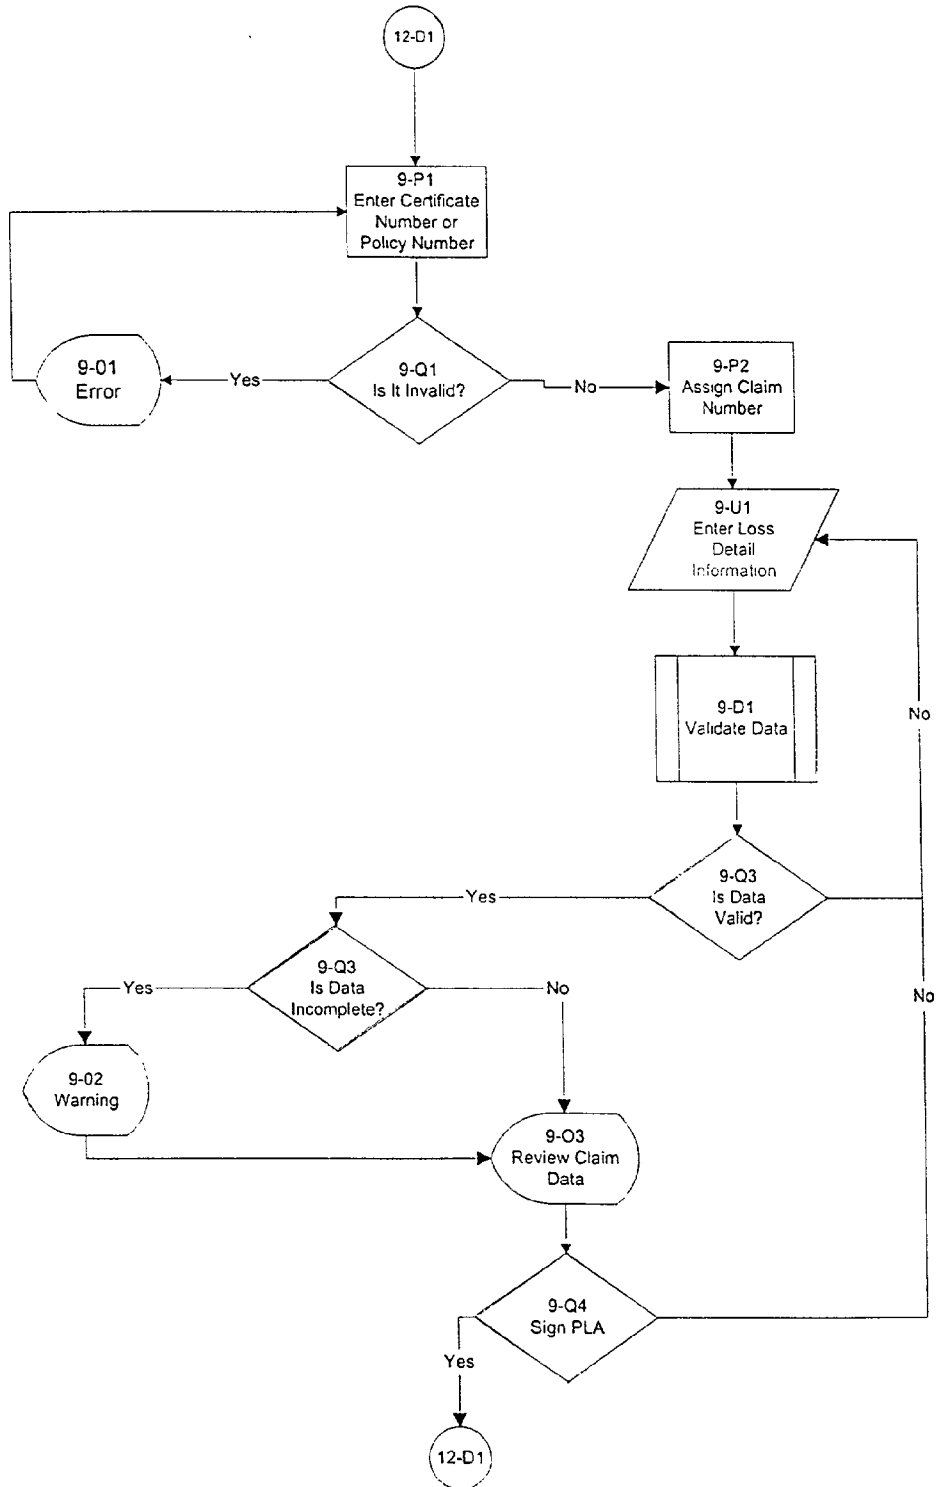 12-D1
9-P1
Enter Certificate
Number or
Policy Number
9-01
Error
Yes
9-Q1
Is It Invalid?
No
9-P2
Assign Claim
Number
9-U1
Enter Loss
Detail
Information
9-D1
Validate Data
No
9-Q3
Is Data
Valid?
Yes
9-Q3
Is Data
Incomplete?
Yes
No
No
9-02
Warning
9-O3
Review Claim
Data
9-Q4
Sign PLA
Yes
12-D1